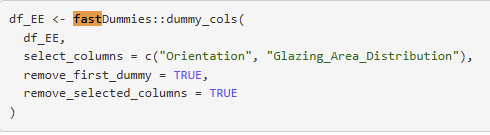 df_EE <- fastDummies::dummy_cols(
  df_EE,
  select_columns = c("Orientation", "Glazing_Area_Distribution"),
  remove_first_dummy = TRUE,
  remove_selected_columns = TRUE
)